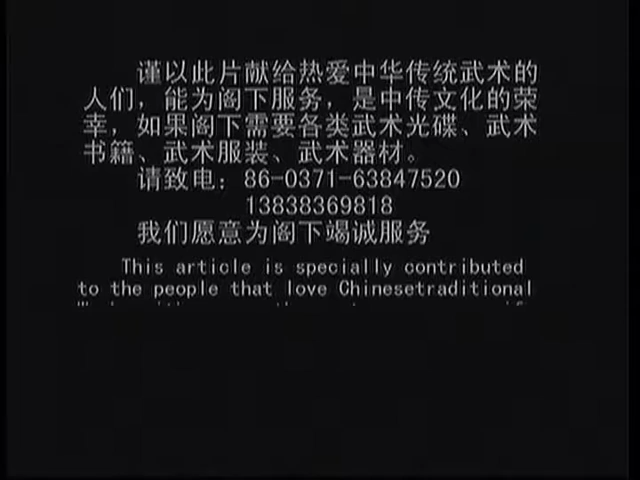 谨以此片献给热爱中华传统武术的
人们，能为阁下服务，是中传文化的荣
幸，如果阁下需要各类武术光碟、武术
书籍、武术服装、武术器材。
请致电：86-0371-63847520
13838369818
我们愿意为阁下竭诚服务
This article is specially contributed
to the people that love Chinesetraditional